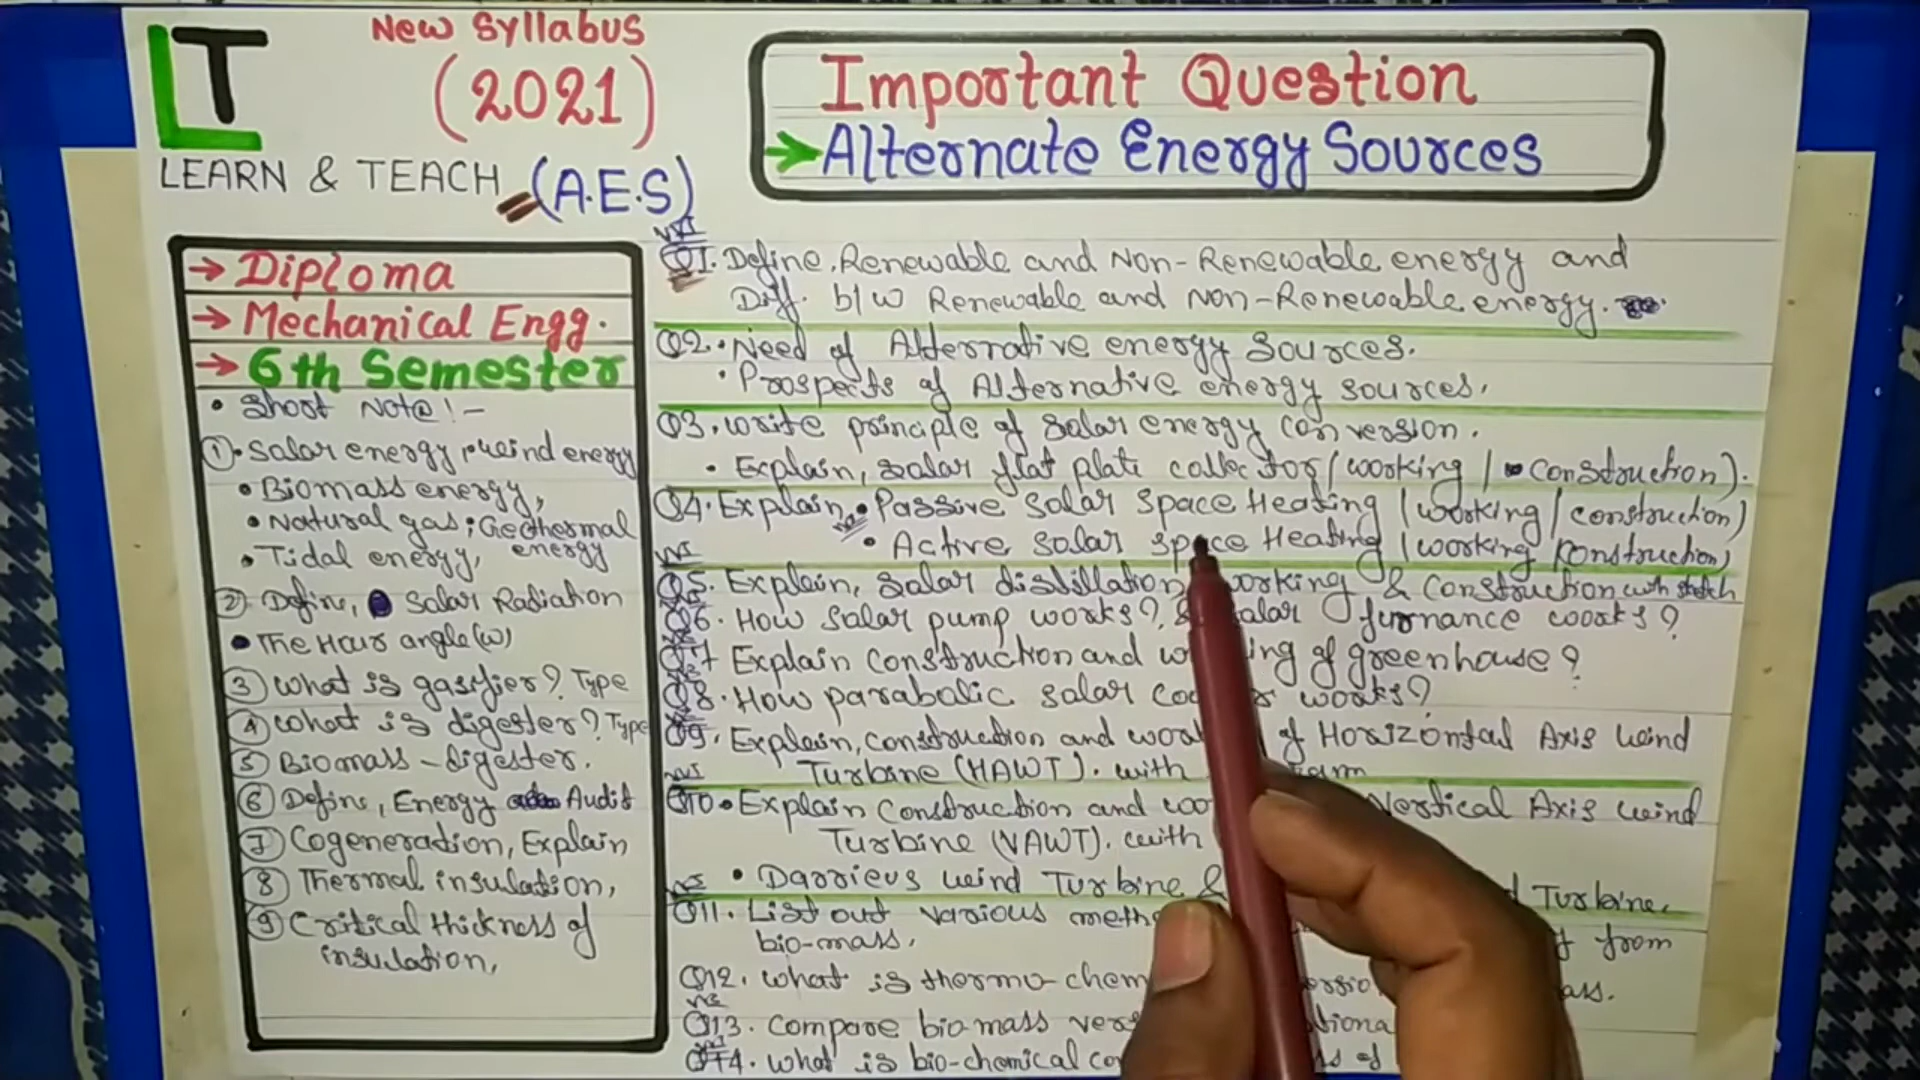 LT
New Syllabus
(2021)
LEARN & TEACH
(A.E.S)
Important Question
Alternate Energy Sources
→ Diploma
→ Mechanical Engg.
→ 6th Semester
• Short Note!-
① • Solar energy, • wind energy
• Biomass energy,
• Natural gas; Geothermal energy
• Tidal energy,
② Define, Solar Radiation
• The Hour angle(ω)
③ What is gasifier? Type
④ What is digester? Type
⑤ Biomass - digester.
⑥ Define, Energy Audit
⑦ Cogeneration, Explain
⑧ Thermal insulation,
⑨ Critical thickness of
insulation,
VVI
Q1. Define, Renewable and Non-Renewable energy and
Diff. b/w Renewable and Non-Renewable energy.
Q2. • Need of Alternative energy Sources.
• Prospects of Alternative energy sources.
Q3. Write principle of Solar energy conversion.
• Explain, Solar flat plate collector/working / construction).
Q4. Explain • Passive Solar Space Heating / working / construction)
• Active Solar Space Heating / working construction)
VVI
Q5. Explain, Solar distillation working & Construction with sketch
Q6. How Solar pump works?, & Solar furnance works?
Q7 Explain Construction and of greenhouse?
Q8. How parabolic Solar works?
Q9. Explain, construction and of Horizontal Axis wind
Turbine (HAWT). with
VVI
Q10 • Explain Construction and Vertical Axis wind
Turbine (VAWT). with
• Darrieus wind Turbine & Turbine.
Q11. List out various from
bio-mass.
Q12. What is thermo-chem
Q13. Compare bio-mass
Q14. What is bio-chemical of